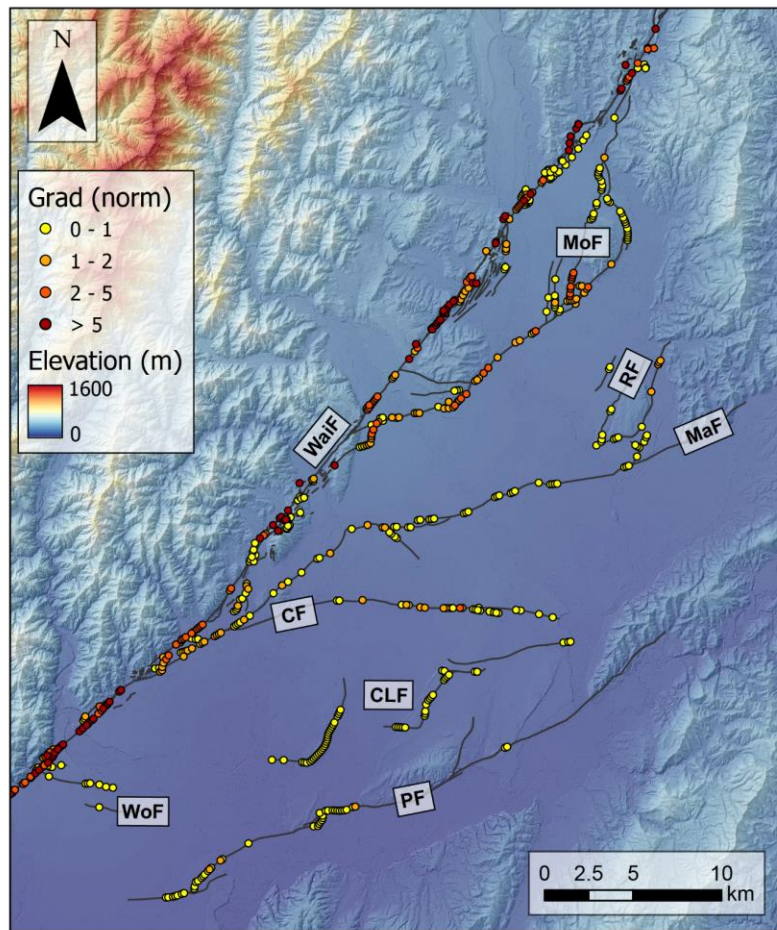 N
Grad (norm)
0 - 1
1 - 2
2 - 5
> 5
Elevation (m)
1600
0
MoF
RF
MaF
WaiF
CF
CLF
WoF
PF
0 2.5 5 10
km